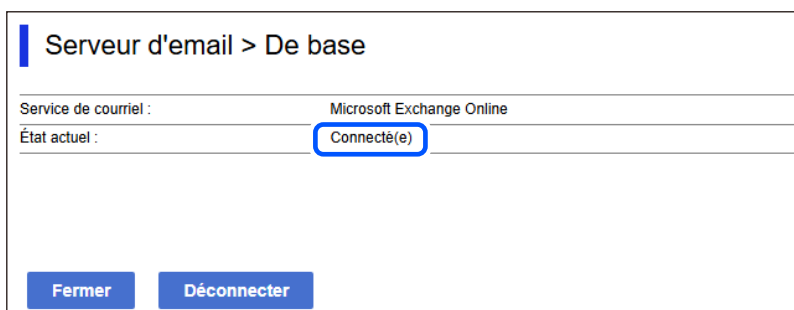 Serveur d'email > De base
Service de courriel : Microsoft Exchange Online
État actuel : Connecté(e)
Fermer Déconnecter